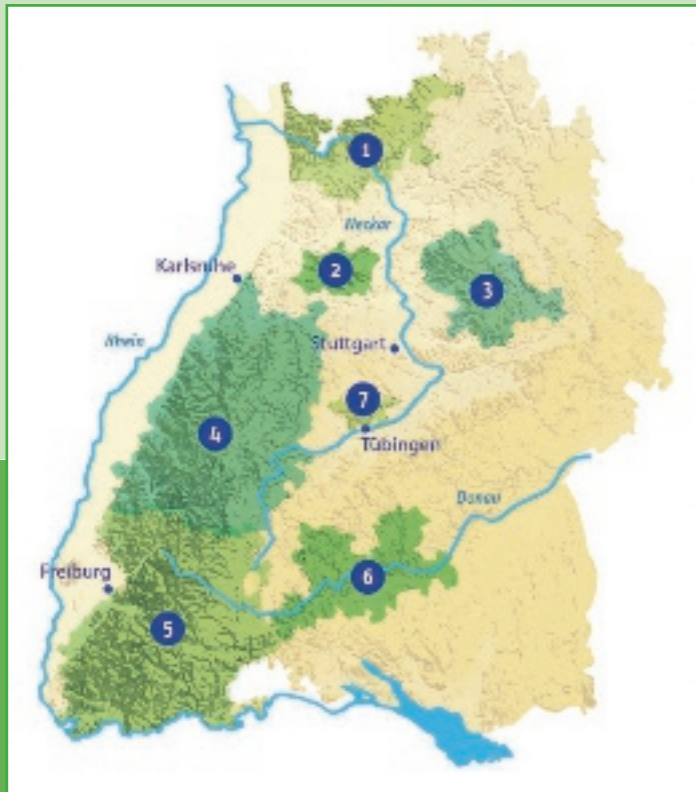 1
Neckar
Karlsruhe
2
3
Rhein
Stuttgart
7
4
Tübingen
Donau
Freiburg
6
5